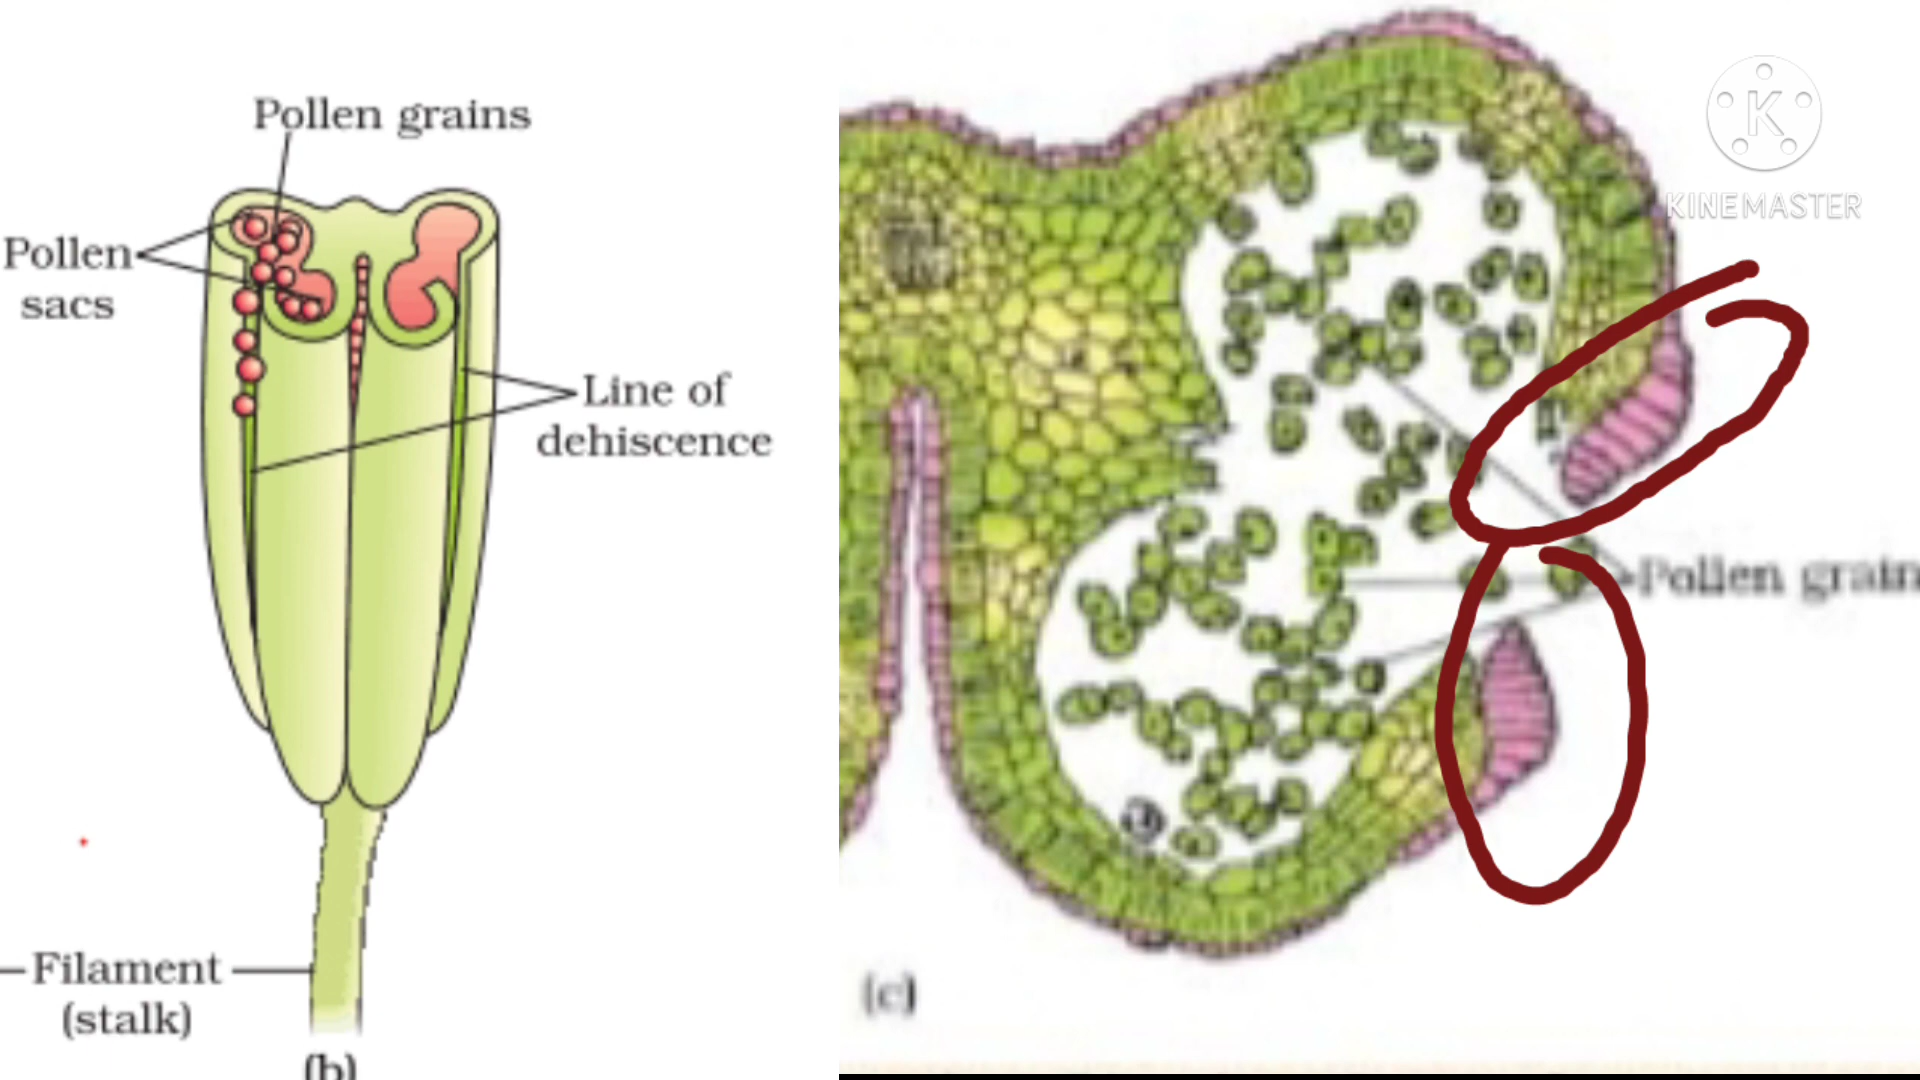 Pollen grains
Pollen
sacs
Line of
dehiscence
Filament
(stalk)
(b)
K
KINEMASTER
Pollen grain
(c)